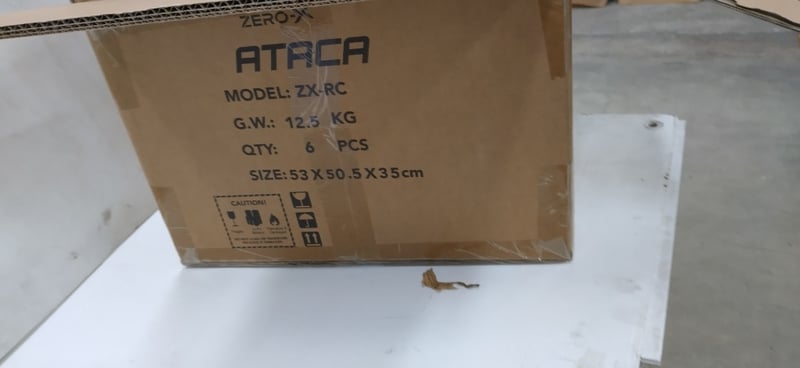 ZERO-X
ATACA
MODEL: ZX-RC
G.W.: 12.5 KG
QTY: 6 PCS
SIZE: 53 X 50.5 X 35cm
CAUTION!